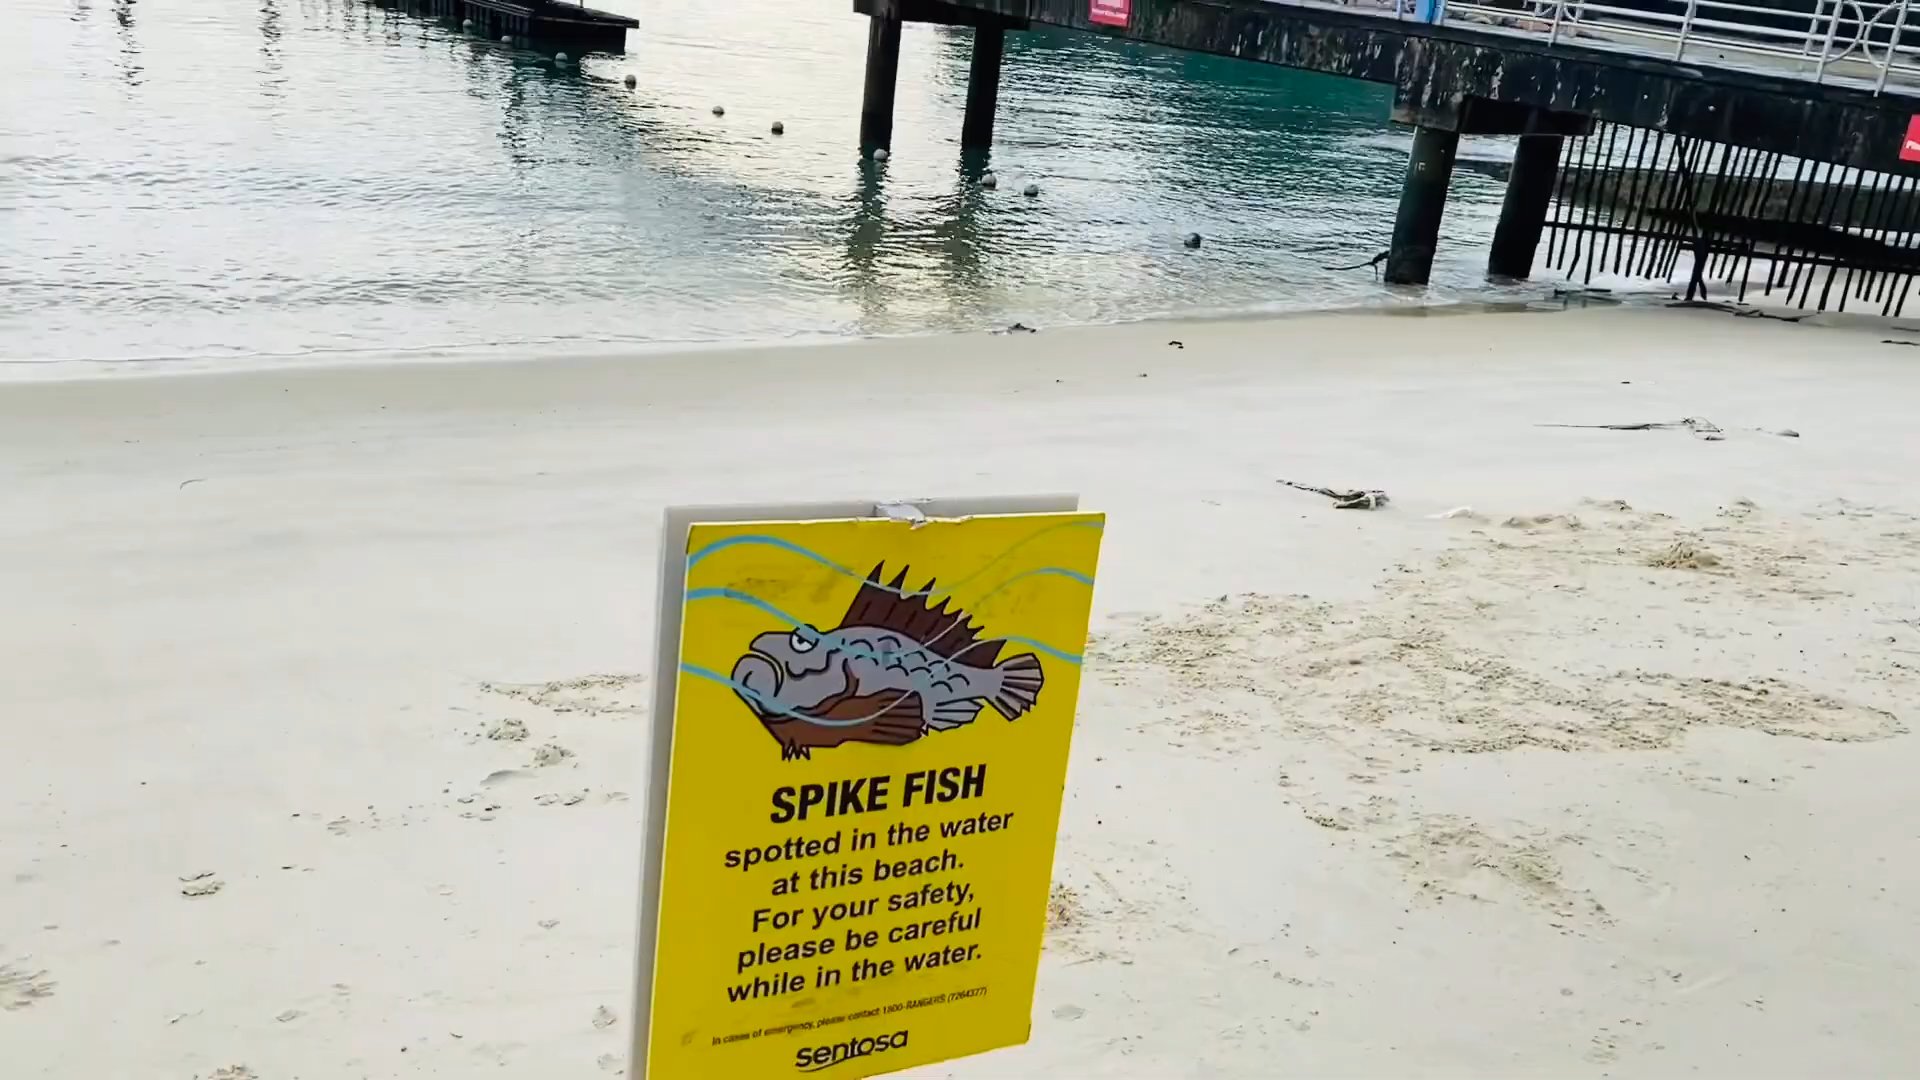 SPIKE FISH
spotted in the water
at this beach.
For your safety,
please be careful
while in the water.
In cases of emergency, please contact 1800-RANGERS (7264377)
sentosa